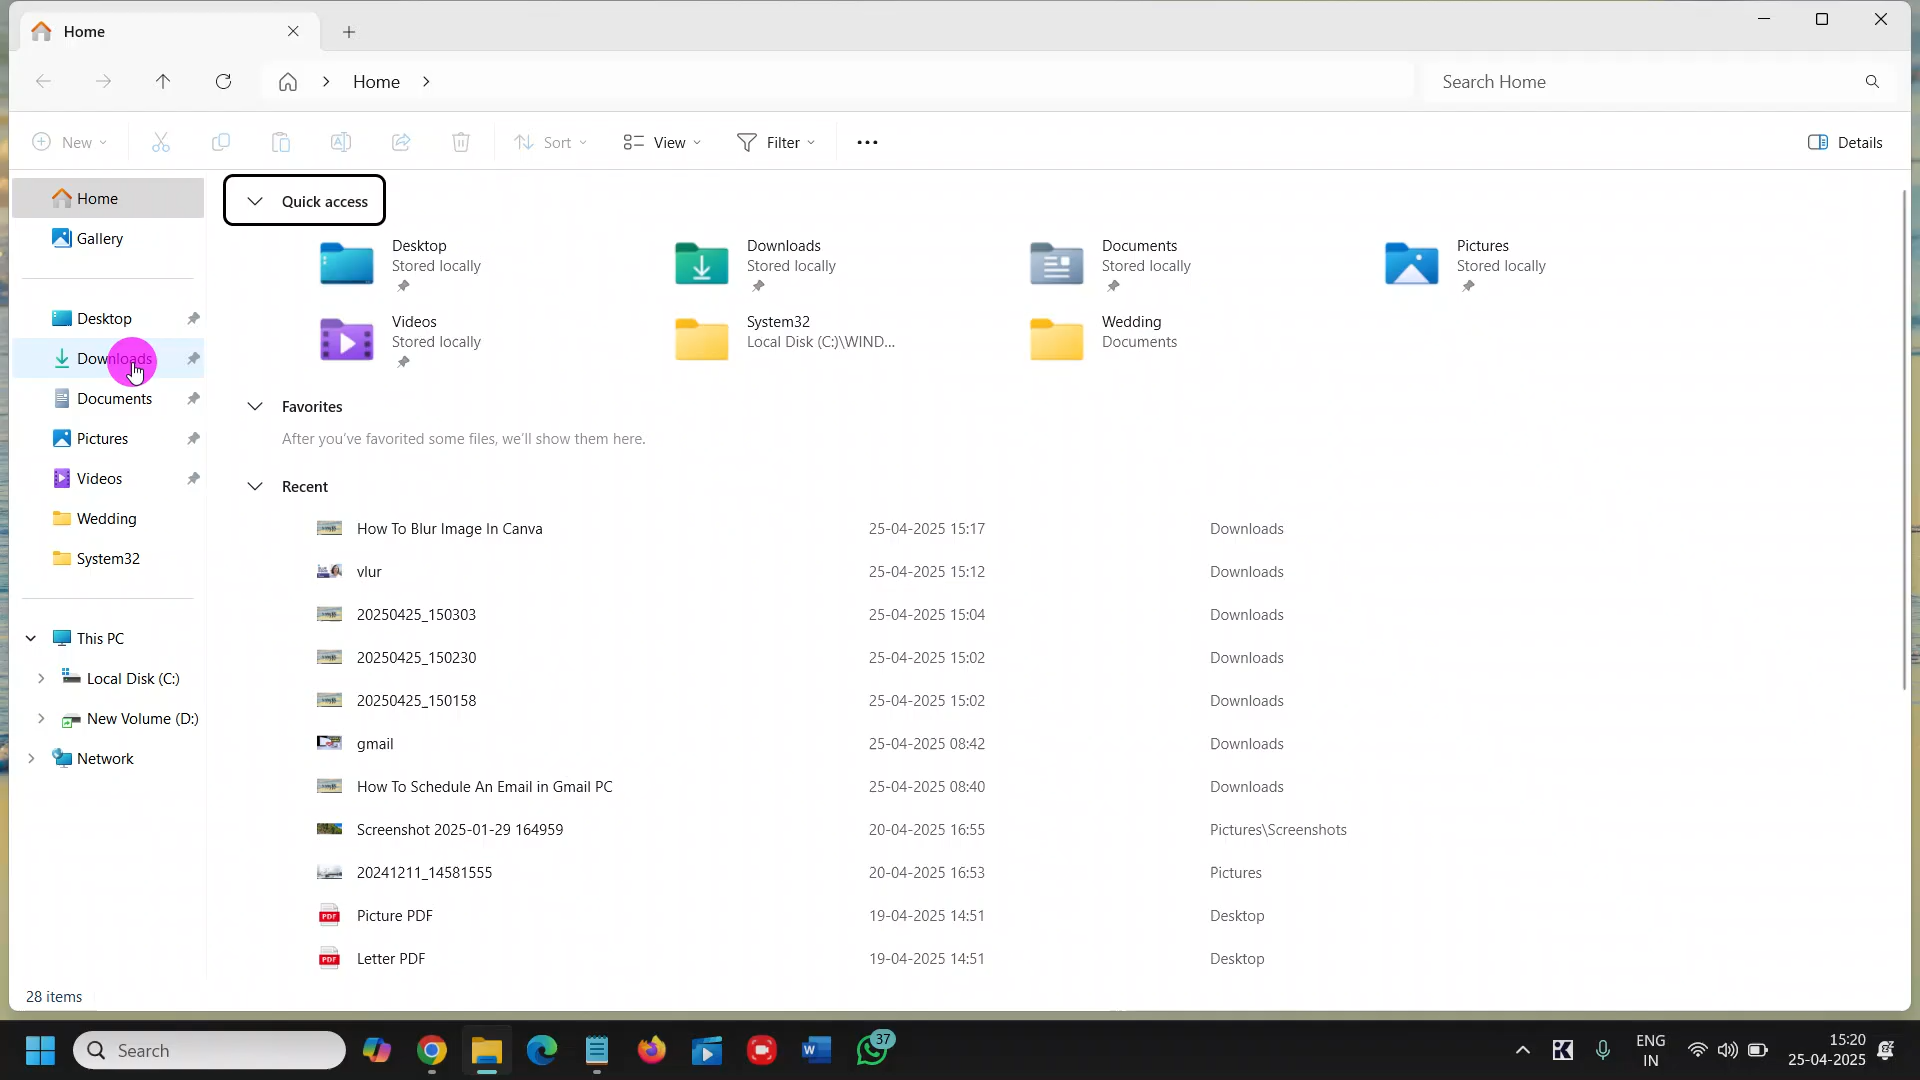 Home
Home
Search Home
New
Sort
View
Filter
Details
Home
Gallery
Desktop
Downloads
Documents
Pictures
Videos
Wedding
System32
This PC
Local Disk (C:)
New Volume (D:)
Network
Quick access
Desktop
Stored locally
Downloads
Stored locally
Documents
Stored locally
Pictures
Stored locally
Videos
Stored locally
System32
Local Disk (C:)\WIND...
Wedding
Documents
Favorites
After you've favorited some files, we'll show them here.
Recent
How To Blur Image In Canva 25-04-2025 15:17 Downloads
vlur 25-04-2025 15:12 Downloads
20250425_150303 25-04-2025 15:04 Downloads
20250425_150230 25-04-2025 15:02 Downloads
20250425_150158 25-04-2025 15:02 Downloads
gmail 25-04-2025 08:42 Downloads
How To Schedule An Email in Gmail PC 25-04-2025 08:40 Downloads
Screenshot 2025-01-29 164959 20-04-2025 16:55 Pictures\Screenshots
20241211_14581555 20-04-2025 16:53 Pictures
PDF Picture PDF 19-04-2025 14:51 Desktop
PDF Letter PDF 19-04-2025 14:51 Desktop
28 items
Search
W
37
K
ENG
IN
15:20
25-04-2025